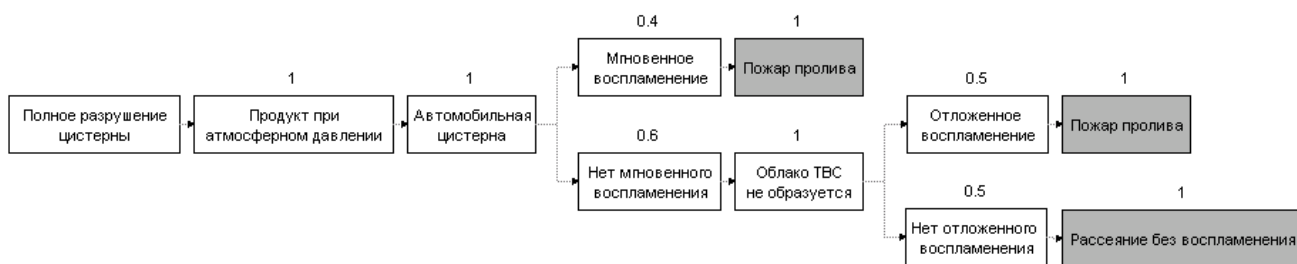 0.4
1
Мгновенное
воспламенение
Пожар пролива
1
1
0.5
1
Полное разрушение
цистерны
Продукт при
атмосферном давлении
Автомобильная
цистерна
Отложенное
воспламенение
Пожар пролива
0.6
1
Нет мгновенного
воспламенения
Облако ТВС
не образуется
0.5
1
Нет отложенного
воспламенения
Рассеяние без воспламенения